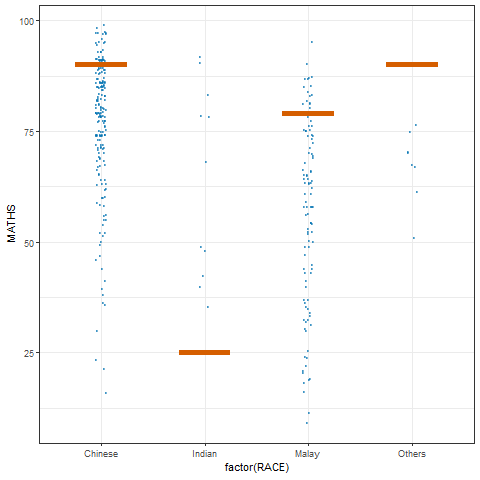 100
75
50
25
MATHS
Chinese
Indian
Malay
Others
factor(RACE)